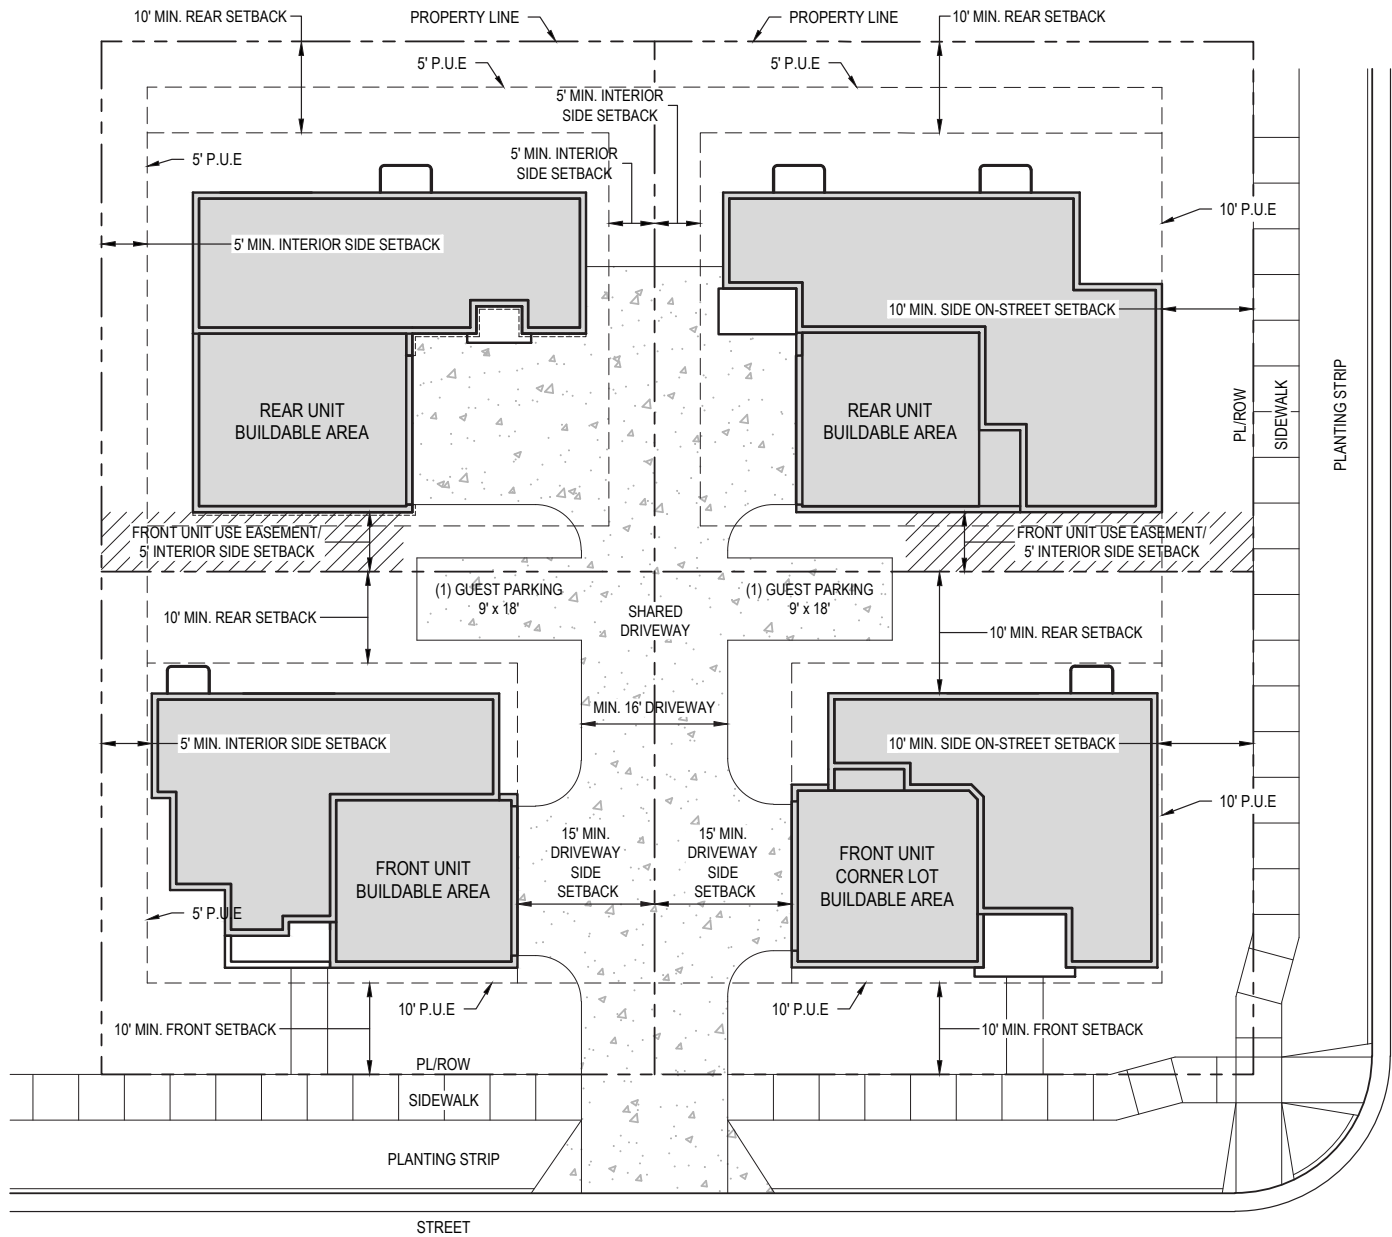 10' MIN. REAR SETBACK
PROPERTY LINE
PROPERTY LINE
10' MIN. REAR SETBACK
5' P.U.E
5' P.U.E
5' MIN. INTERIOR
SIDE SETBACK
5' P.U.E
5' MIN. INTERIOR
SIDE SETBACK
10' P.U.E
5' MIN. INTERIOR SIDE SETBACK
10' MIN. SIDE ON-STREET SETBACK
REAR UNIT
BUILDABLE AREA
REAR UNIT
BUILDABLE AREA
PL/ROW
SIDEWALK
PLANTING STRIP
FRONT UNIT USE EASEMENT/
5' INTERIOR SIDE SETBACK
FRONT UNIT USE EASEMENT/
5' INTERIOR SIDE SETBACK
(1) GUEST PARKING
9' x 18'
(1) GUEST PARKING
9' x 18'
10' MIN. REAR SETBACK
SHARED
DRIVEWAY
10' MIN. REAR SETBACK
MIN. 16' DRIVEWAY
5' MIN. INTERIOR SIDE SETBACK
10' MIN. SIDE ON-STREET SETBACK
10' P.U.E
15' MIN.
DRIVEWAY
SIDE
SETBACK
15' MIN.
DRIVEWAY
SIDE
SETBACK
FRONT UNIT
BUILDABLE AREA
FRONT UNIT
CORNER LOT
BUILDABLE AREA
5' P.U.E
10' P.U.E
10' P.U.E
10' MIN. FRONT SETBACK
10' MIN. FRONT SETBACK
PL/ROW
SIDEWALK
PLANTING STRIP
STREET